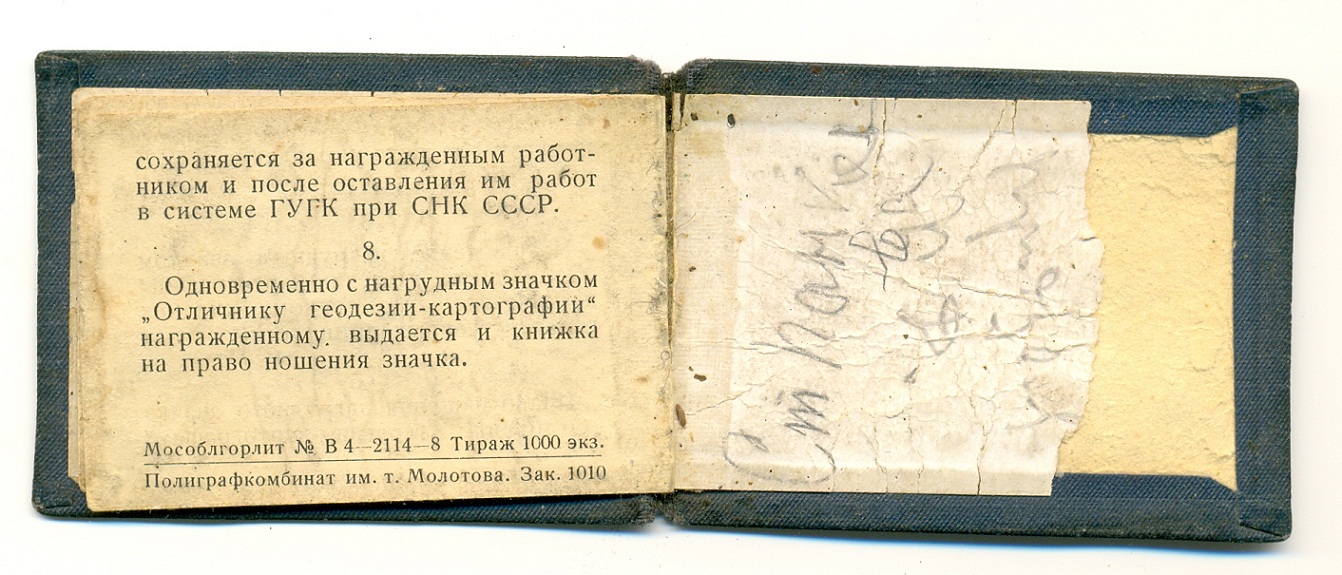 сохраняется за награжденным работ-
ником и после оставления им работ
в системе ГУГК при СНК СССР.
8.
Одновременно с нагрудным значком
„Отличнику геодезии-картографии“
награжденному выдается и книжка
на право ношения значка.
Мособлгорлит № В 4—2114—8 Тираж 1000 экз.
Полиграфкомбинат им. т. Молотова. Зак. 1010
Ст